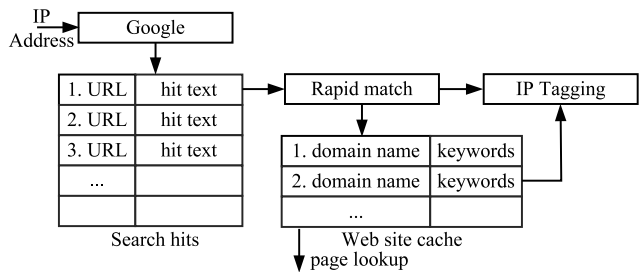 IP
Address
Google
1. URL hit text
2. URL hit text
3. URL hit text
...
Search hits
Rapid match
IP Tagging
1. domain name keywords
2. domain name keywords
...
Web site cache
page lookup